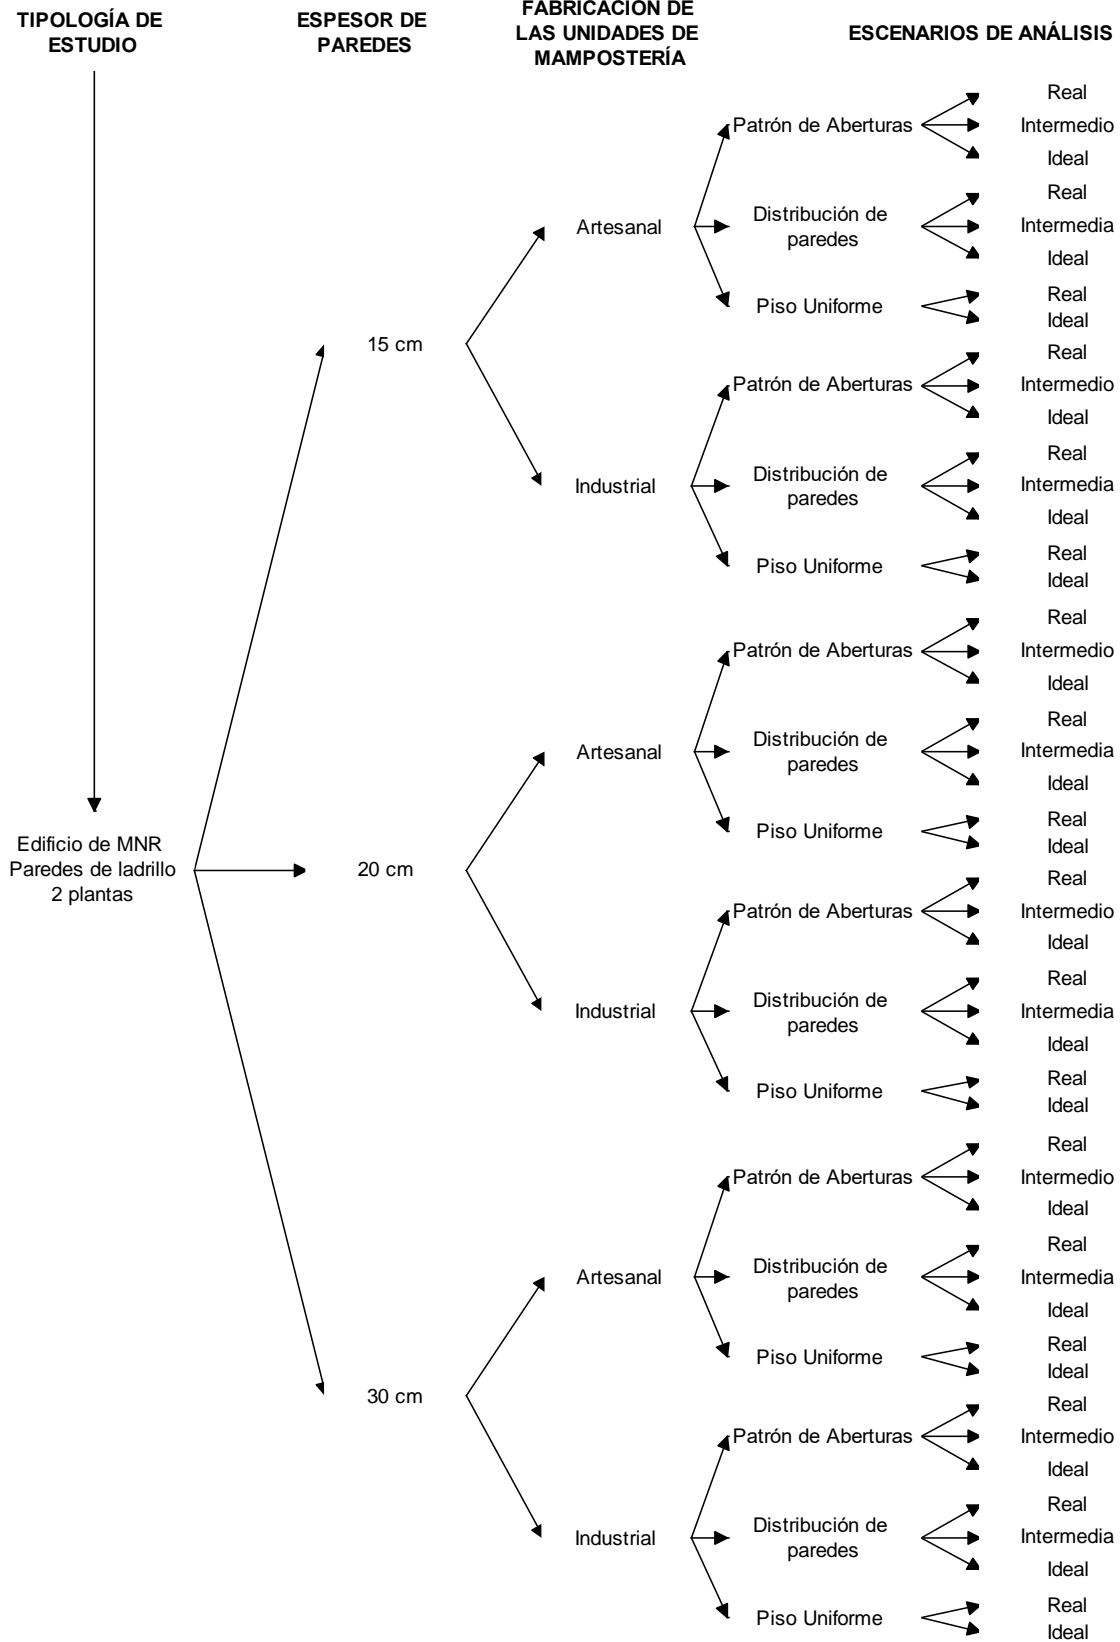 TIPOLOGÍA DE
ESTUDIO
ESPESOR DE
PAREDES
FABRICACIÓN DE
LAS UNIDADES DE
MAMPOSTERÍA
ESCENARIOS DE ANÁLISIS
Edificio de MNR
Paredes de ladrillo
2 plantas
15 cm
Artesanal
Patrón de Aberturas
Real
Intermedio
Ideal
Distribución de
paredes
Real
Intermedia
Ideal
Piso Uniforme
Real
Ideal
Industrial
Patrón de Aberturas
Real
Intermedio
Ideal
Distribución de
paredes
Real
Intermedia
Ideal
Piso Uniforme
Real
Ideal
20 cm
Artesanal
Patrón de Aberturas
Real
Intermedio
Ideal
Distribución de
paredes
Real
Intermedia
Ideal
Piso Uniforme
Real
Ideal
Industrial
Patrón de Aberturas
Real
Intermedio
Ideal
Distribución de
paredes
Real
Intermedia
Ideal
Piso Uniforme
Real
Ideal
30 cm
Artesanal
Patrón de Aberturas
Real
Intermedio
Ideal
Distribución de
paredes
Real
Intermedia
Ideal
Piso Uniforme
Real
Ideal
Industrial
Patrón de Aberturas
Real
Intermedio
Ideal
Distribución de
paredes
Real
Intermedia
Ideal
Piso Uniforme
Real
Ideal